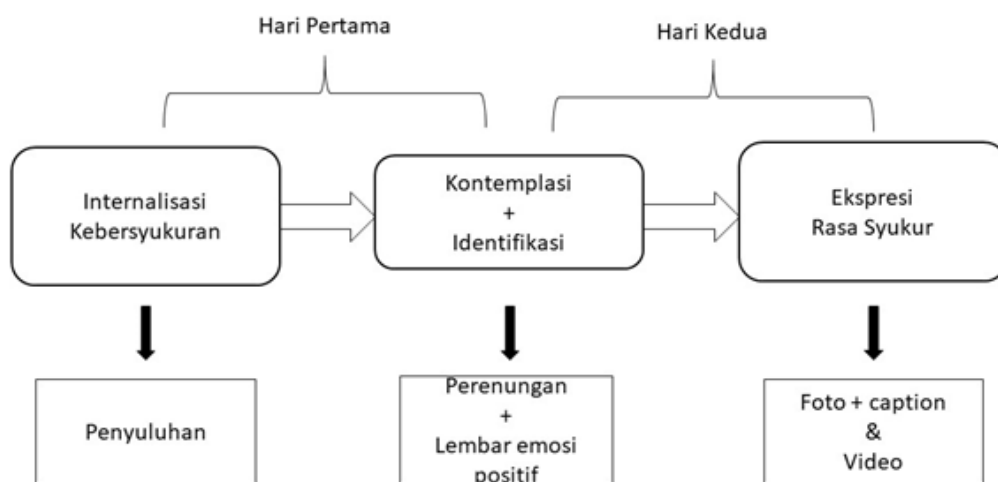 Hari Pertama
Hari Kedua
Internalisasi
Kebersyukuran
Kontemplasi
+
Identifikasi
Ekspresi
Rasa Syukur
Penyuluhan
Perenungan
+
Lembar emosi
positif
Foto + caption
&
Video